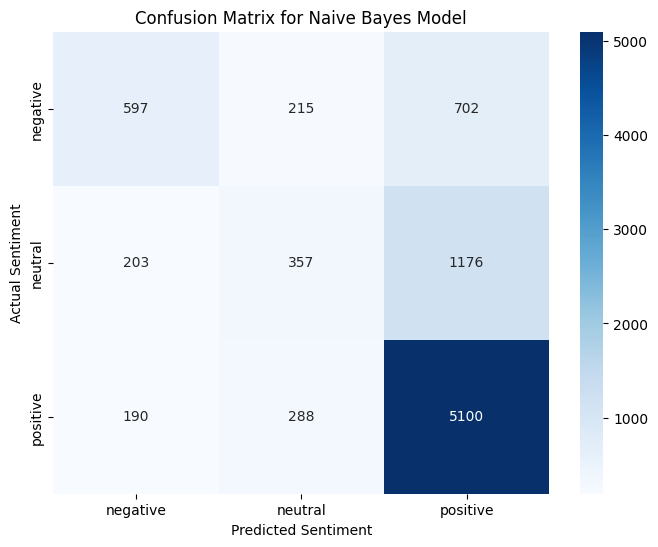 Confusion Matrix for Naive Bayes Model
Actual Sentiment
negative
neutral
positive
597 215 702
203 357 1176
190 288 5100
negative neutral positive
Predicted Sentiment
5000
4000
3000
2000
1000